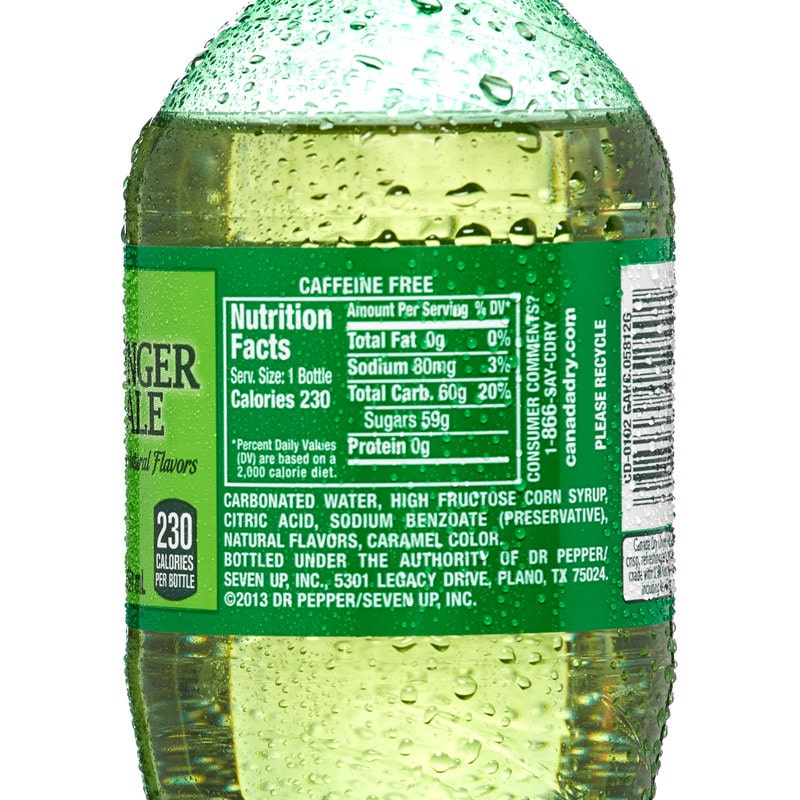 CAFFEINE FREE
Nutrition
Facts
Serv. Size: 1 Bottle
Calories 230
*Percent Daily Values
(DV) are based on a
2,000 calorie diet.
Amount Per Serving % DV*
Total Fat 0g 0%
Sodium 80mg 3%
Total Carb. 60g 20%
Sugars 59g
Protein 0g
CONSUMER COMMENTS?
1-866-SAY-CDRY
canadadry.com
PLEASE RECYCLE
CARBONATED WATER, HIGH FRUCTOSE CORN SYRUP,
CITRIC ACID, SODIUM BENZOATE (PRESERVATIVE),
NATURAL FLAVORS, CARAMEL COLOR.
BOTTLED UNDER THE AUTHORITY OF DR PEPPER/
SEVEN UP, INC., 5301 LEGACY DRIVE, PLANO, TX 75024.
©2013 DR PEPPER/SEVEN UP, INC.
NGER
ALE
Flavors
230
CALORIES
PER BOTTLE
mL
Canada Dry